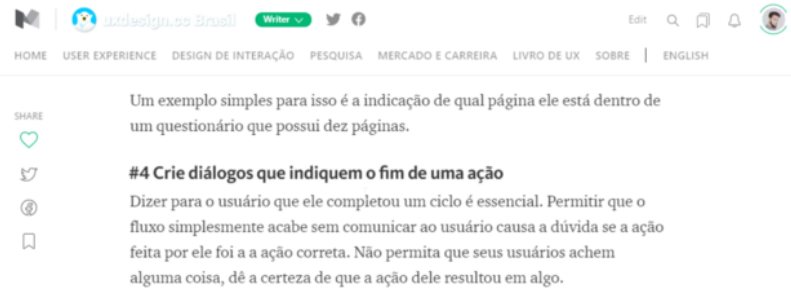 uxdesign.cc Brasil Writer Edit
HOME USER EXPERIENCE DESIGN DE INTERAÇÃO PESQUISA MERCADO E CARREIRA LIVRO DE UX SOBRE | ENGLISH
Um exemplo simples para isso é a indicação de qual página ele está dentro de
um questionário que possui dez páginas.
SHARE
#4 Crie diálogos que indiquem o fim de uma ação
Dizer para o usuário que ele completou um ciclo é essencial. Permitir que o
fluxo simplesmente acabe sem comunicar ao usuário causa a dúvida se a ação
feita por ele foi a a ação correta. Não permita que seus usuários achem
alguma coisa, dê a certeza de que a ação dele resultou em algo.